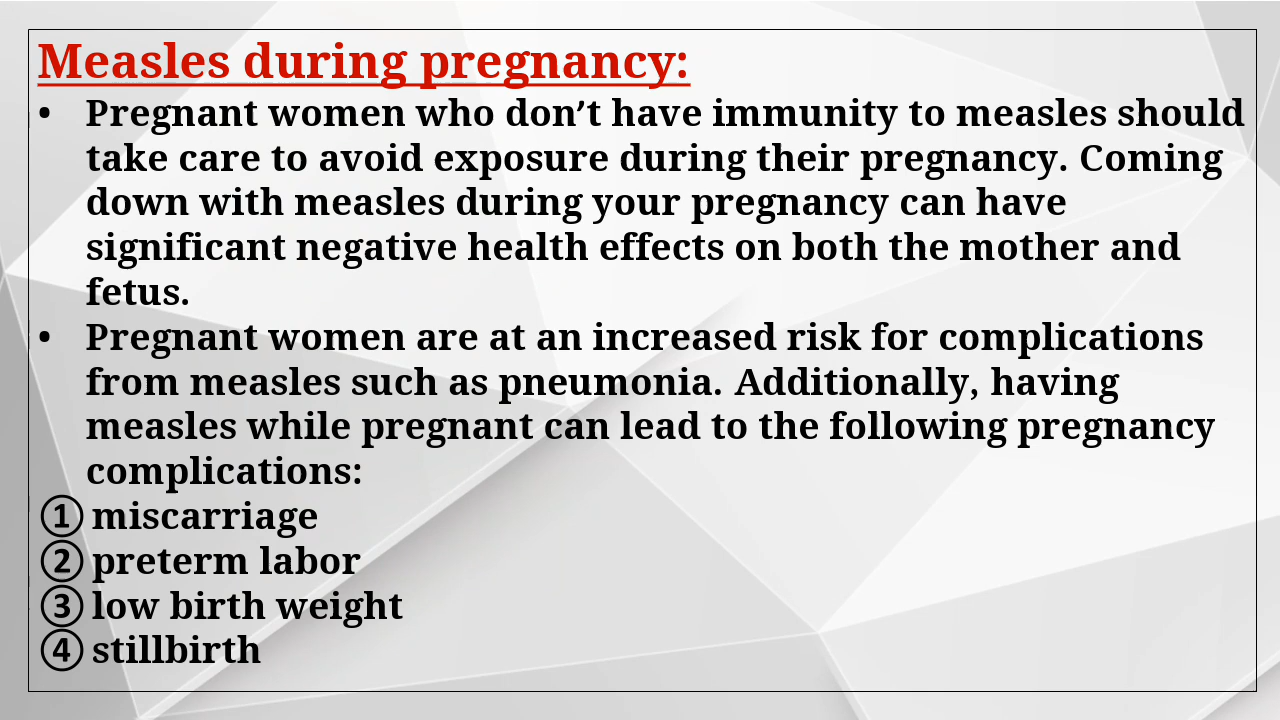 Measles during pregnancy:
• Pregnant women who don’t have immunity to measles should
take care to avoid exposure during their pregnancy. Coming
down with measles during your pregnancy can have
significant negative health effects on both the mother and
fetus.
• Pregnant women are at an increased risk for complications
from measles such as pneumonia. Additionally, having
measles while pregnant can lead to the following pregnancy
complications:
① miscarriage
② preterm labor
③ low birth weight
④ stillbirth